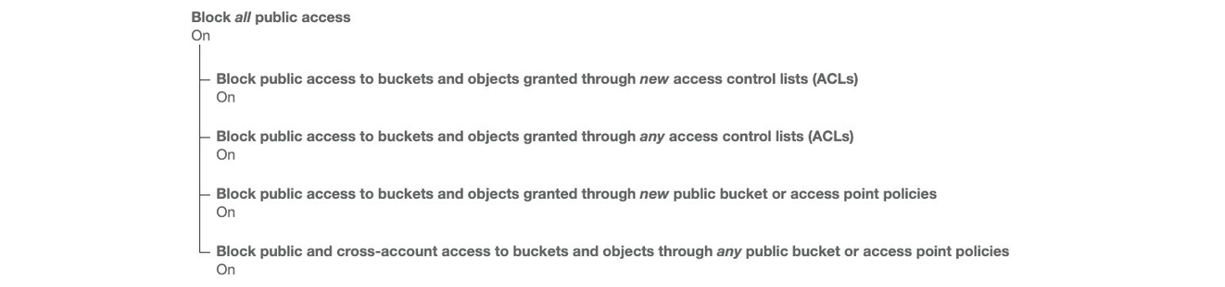 Block all public access
On
Block public access to buckets and objects granted through new access control lists (ACLs)
On
Block public access to buckets and objects granted through any access control lists (ACLs)
On
Block public access to buckets and objects granted through new public bucket or access point policies
On
Block public and cross-account access to buckets and objects through any public bucket or access point policies
On